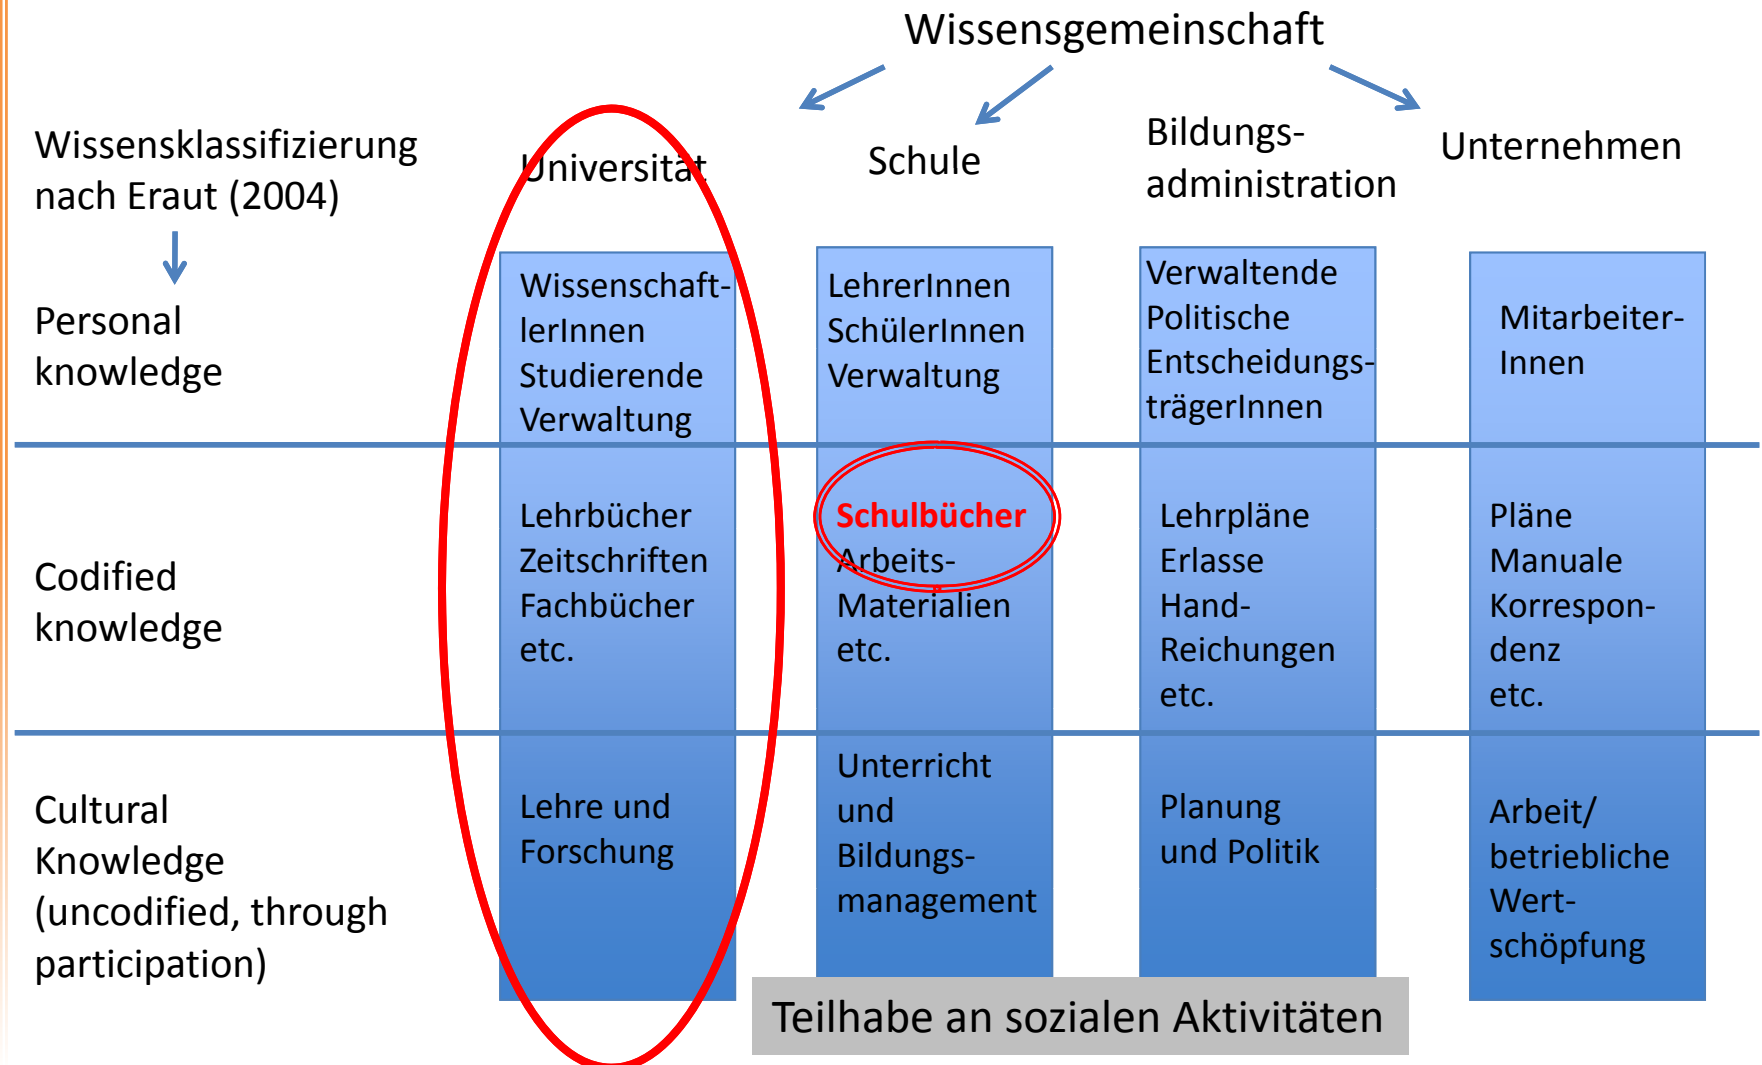 Wissensgemeinschaft
Wissensklassifizierung
nach Eraut (2004)
Universität
Schule
Bildungs-
administration
Unternehmen
Personal
knowledge
Wissenschaft-
lerInnen
Studierende
Verwaltung
LehrerInnen
SchülerInnen
Verwaltung
Verwaltende
Politische
Entscheidungs-
trägerInnen
Mitarbeiter-
Innen
Codified
knowledge
Lehrbücher
Zeitschriften
Fachbücher
etc.
Schulbücher
Arbeits-
Materialien
etc.
Lehrpläne
Erlasse
Hand-
Reichungen
etc.
Pläne
Manuale
Korrespon-
denz
etc.
Cultural
Knowledge
(uncodified, through
participation)
Lehre und
Forschung
Unterricht
und
Bildungs-
management
Planung
und Politik
Arbeit/
betriebliche
Wert-
schöpfung
Teilhabe an sozialen Aktivitäten